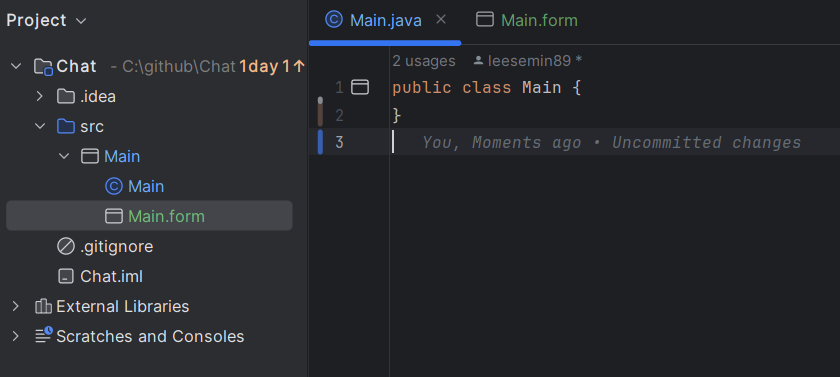 Project
Chat - C:\github\Chat 1day 1↑
.idea
src
Main
Main
Main.form
.gitignore
Chat.iml
External Libraries
Scratches and Consoles
Main.java
Main.form
2 usages leesemin89 *
1 public class Main {
2 }
3 You, Moments ago • Uncommitted changes